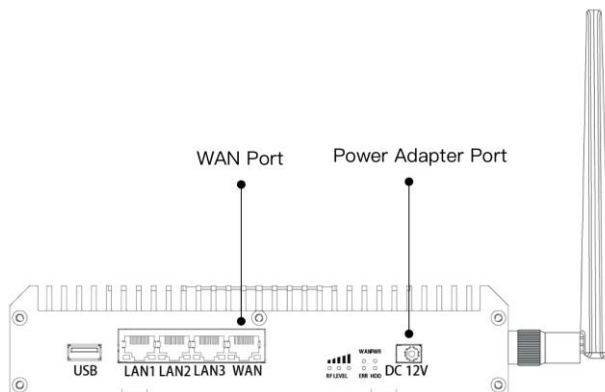 WAN Port
Power Adapter Port
WAN PWR
USB
LAN1 LAN2 LAN3 WAN
RF LEVEL
ERR HDD
DC 12V